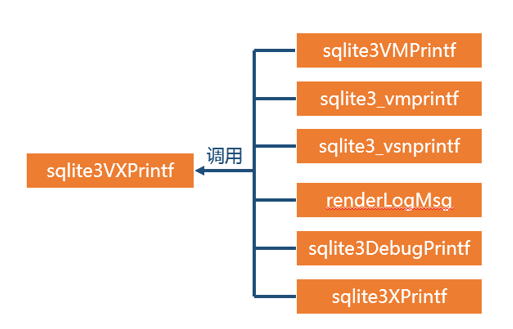 sqlite3VMPrintf
sqlite3_vmprintf
sqlite3_vsnprintf
调用
sqlite3VXPrintf
renderLogMsg
sqlite3DebugPrintf
sqlite3XPrintf